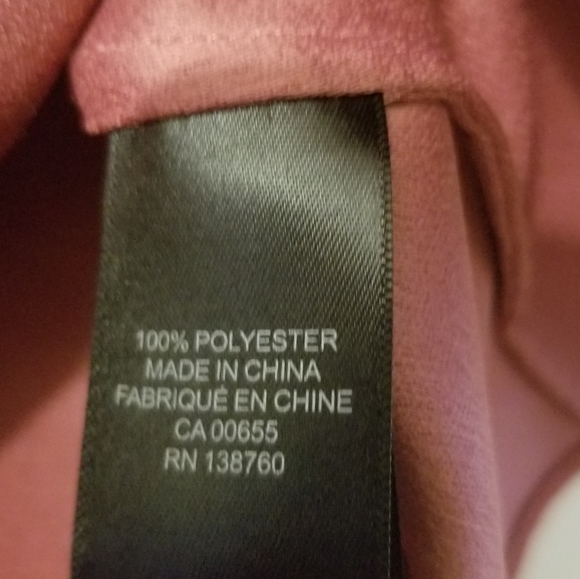 100% POLYESTER
MADE IN CHINA
FABRIQUÉ EN CHINE
CA 00655
RN 138760